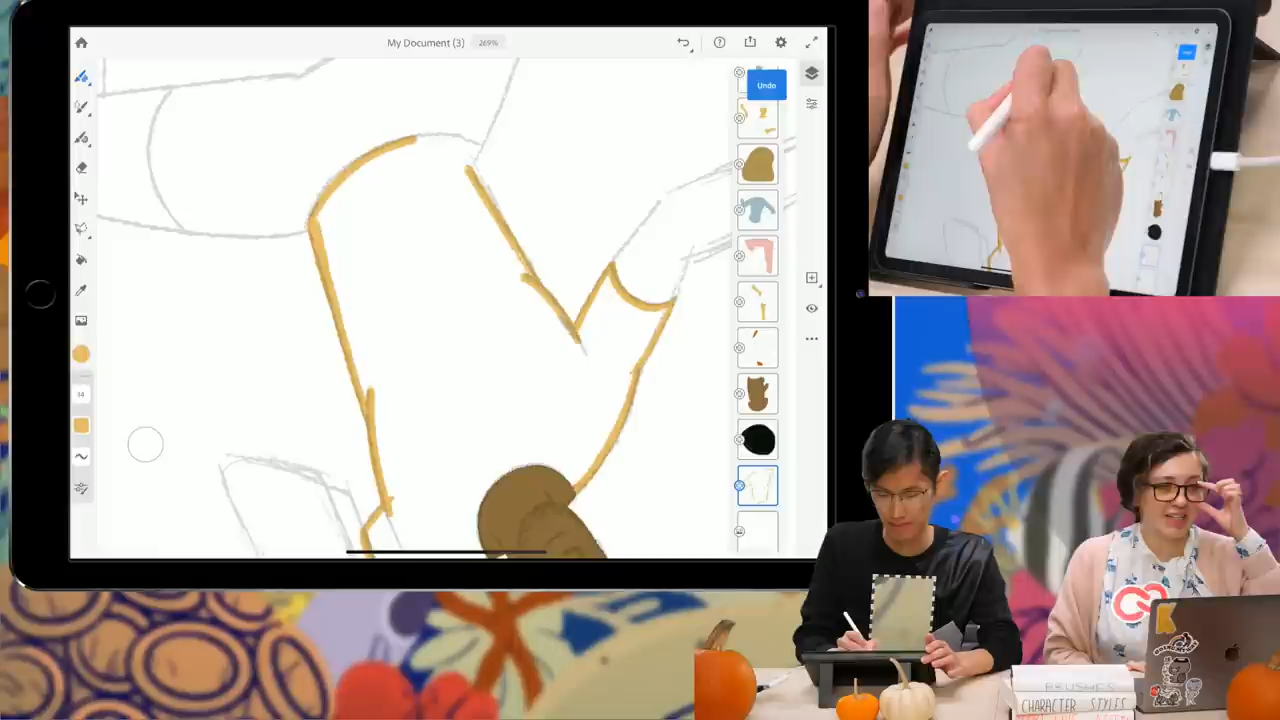 My Document (3)
269%
Undo
14
BRUSHES
CHARACTER STYLES